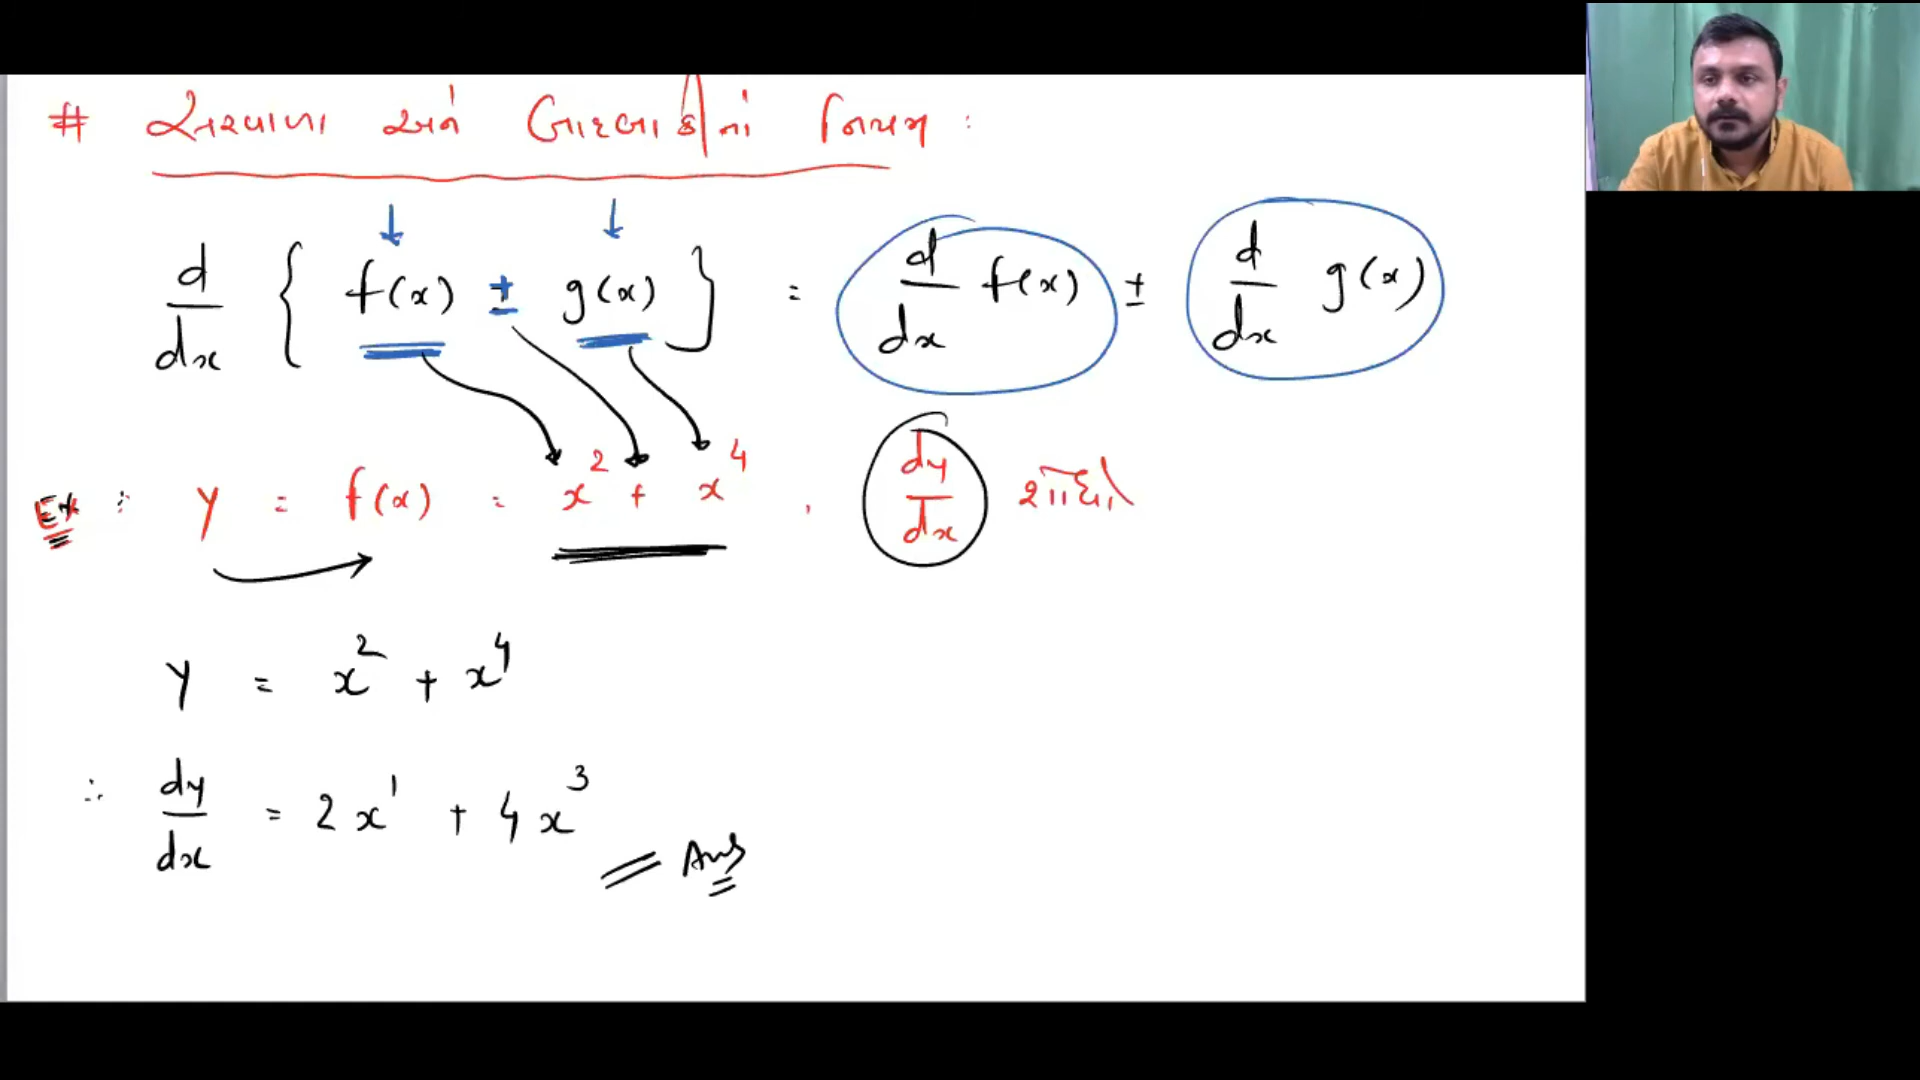 # સરવાળા અને બાદબાકીનો નિયમ :
d/dx { f(x) ± g(x) } = d/dx f(x) ± d/dx g(x)
Ex : y = f(x) = x² + x⁴ , dy/dx શોધો
y = x² + x⁴
∴ dy/dx = 2x¹ + 4x³
Ans